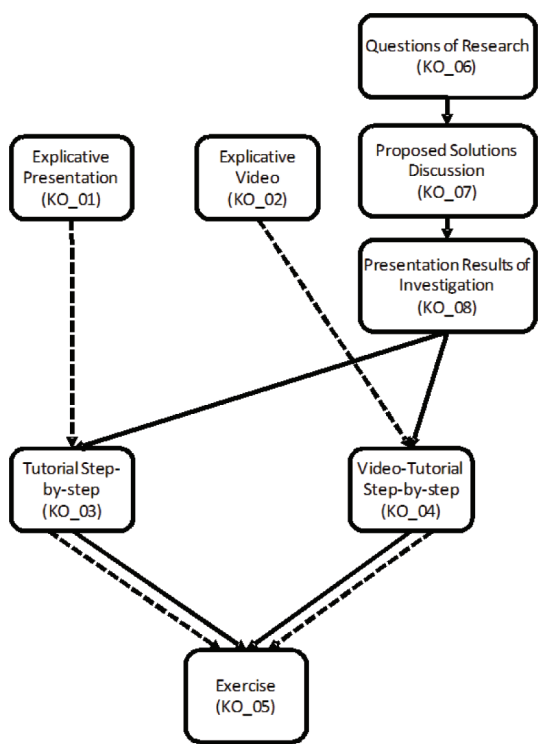 Questions of Research
(KO_06)
Explicative
Presentation
(KO_01)
Explicative
Video
(KO_02)
Proposed Solutions
Discussion
(KO_07)
Presentation Results of
Investigation
(KO_08)
Tutorial Step-
by-step
(KO_03)
Video-Tutorial
Step-by-step
(KO_04)
Exercise
(KO_05)